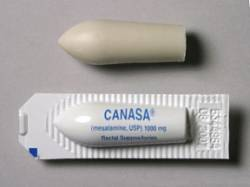 CANASA®
(mesalamine, USP) 1000 mg
Rectal Suppositories